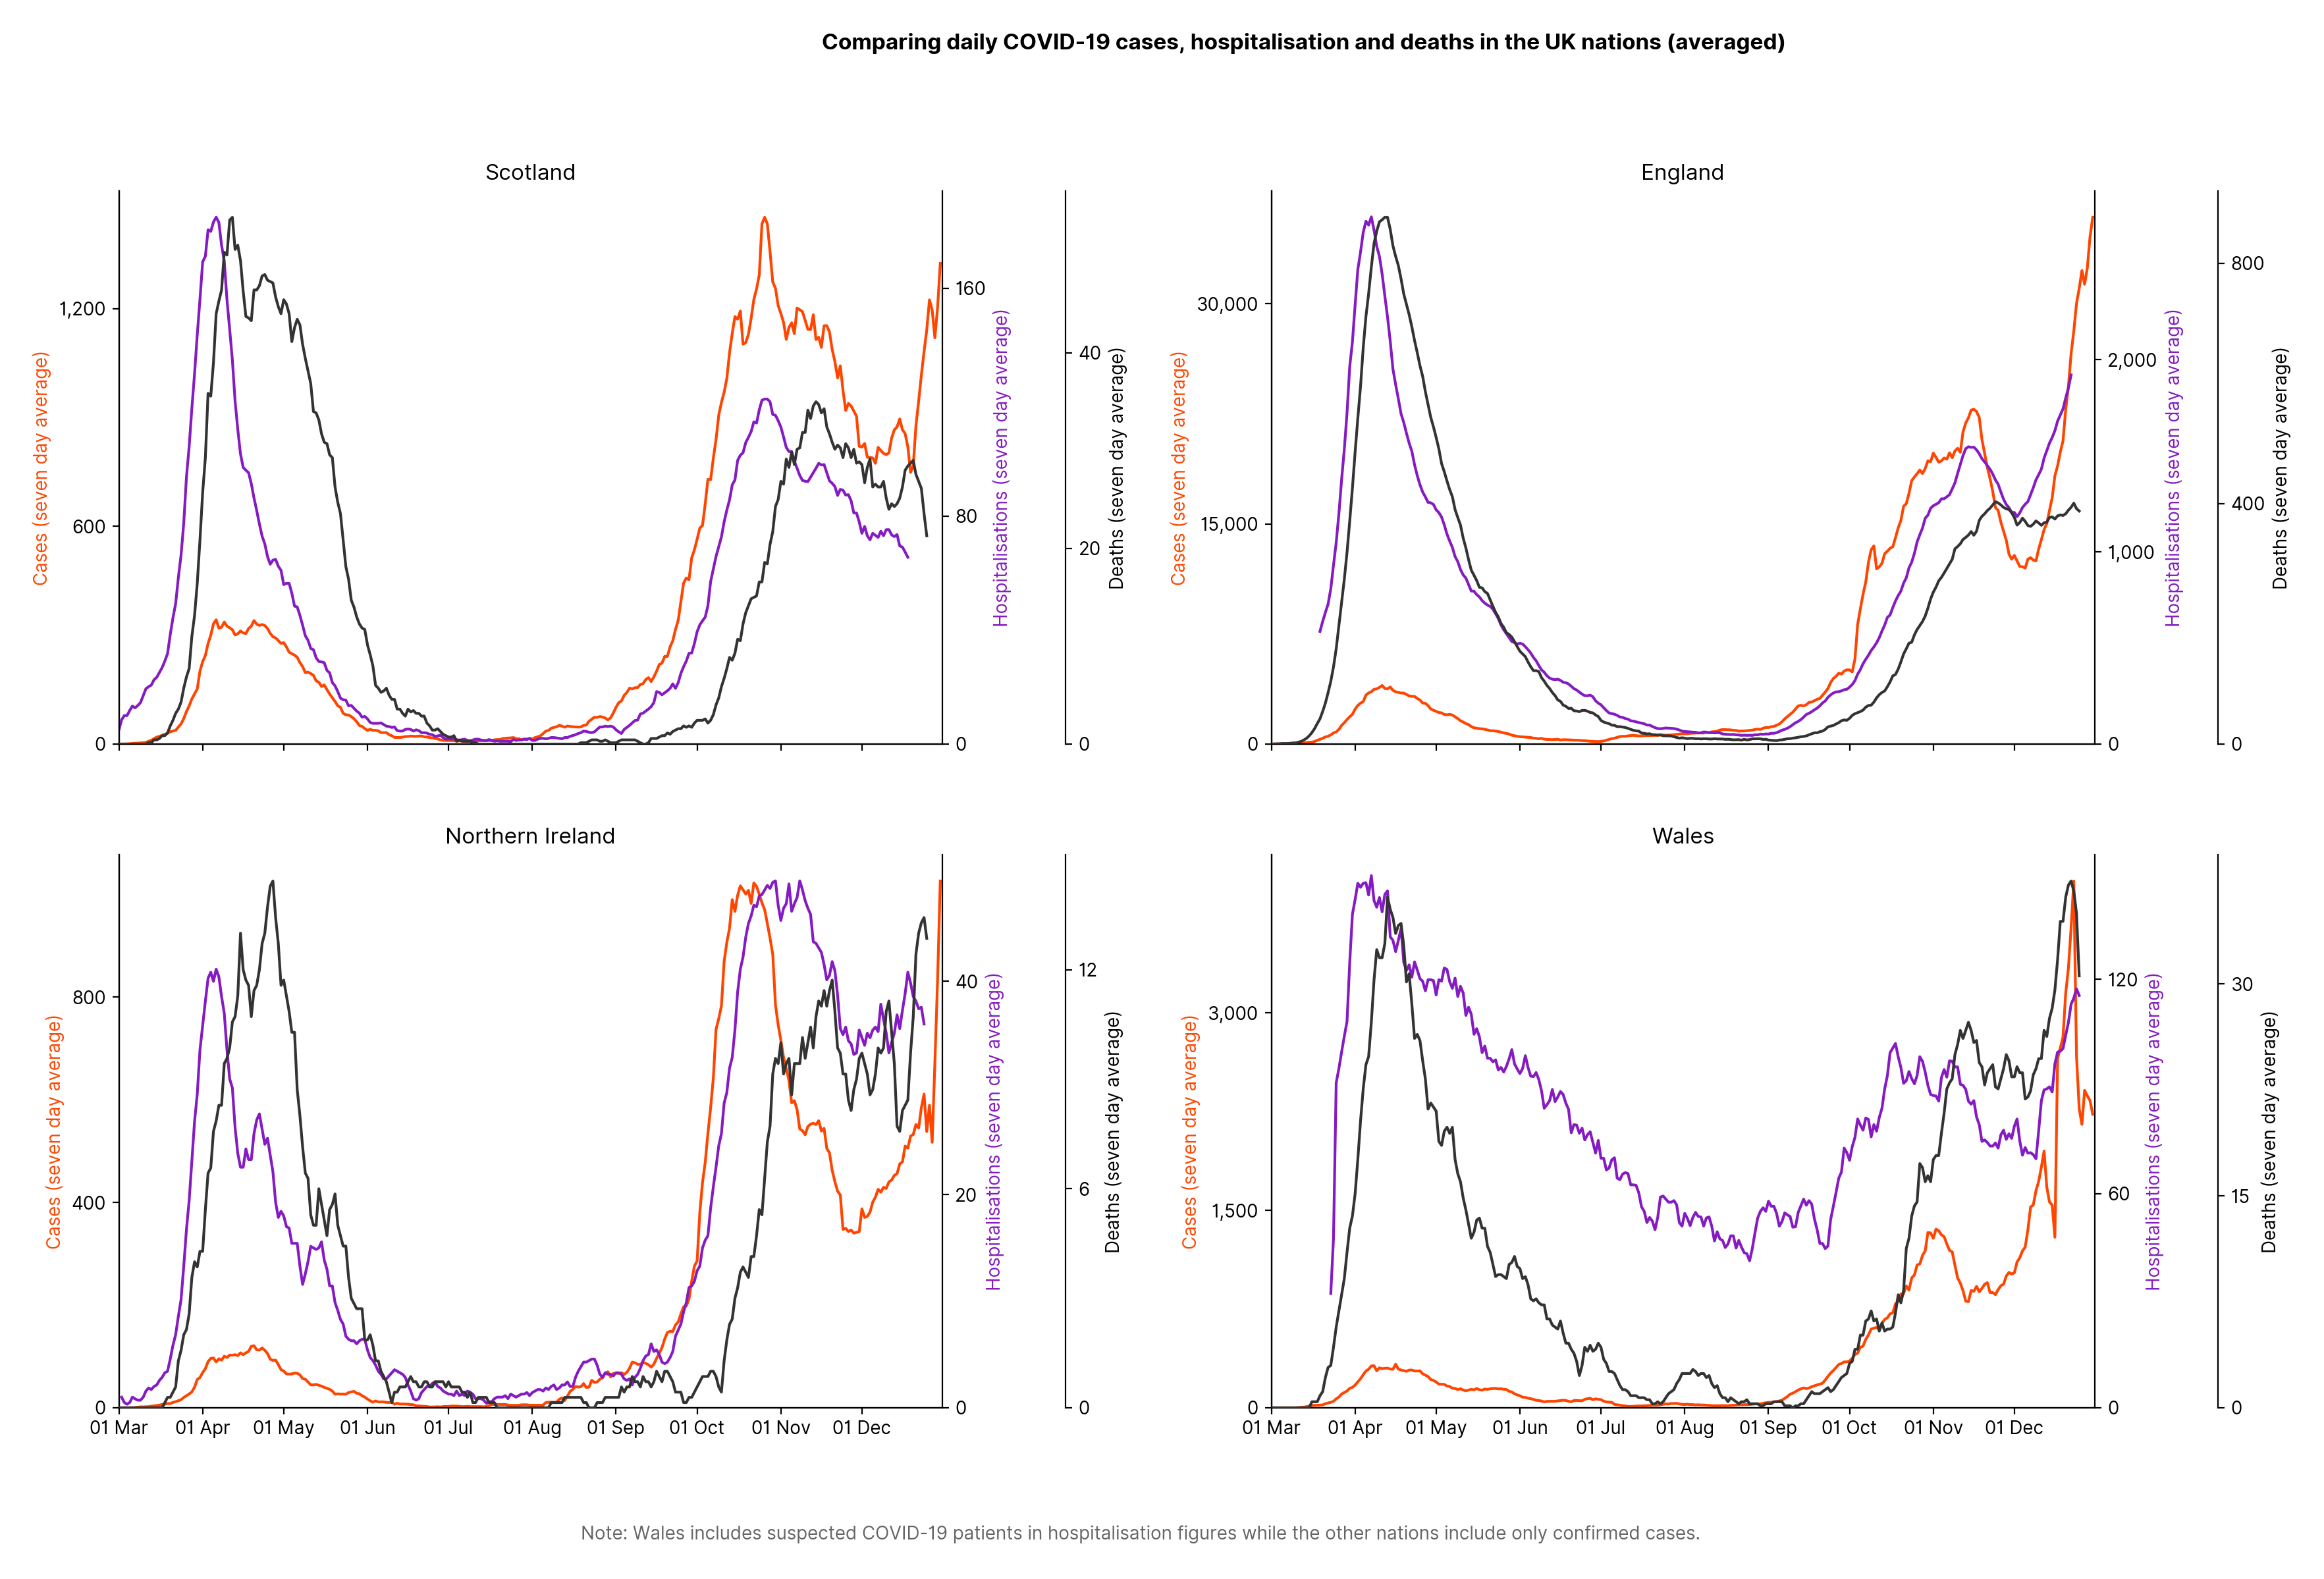 Comparing daily COVID-19 cases, hospitalisation and deaths in the UK nations (averaged)
Scotland
Cases (seven day average)
1,200
600
0
160
80
0
Hospitalisations (seven day average)
40
20
0
Deaths (seven day average)
England
Cases (seven day average)
30,000
15,000
0
2,000
1,000
0
Hospitalisations (seven day average)
800
400
0
Deaths (seven day average)
Northern Ireland
Cases (seven day average)
800
400
0
40
20
0
Hospitalisations (seven day average)
12
6
0
Deaths (seven day average)
01 Mar 01 Apr 01 May 01 Jun 01 Jul 01 Aug 01 Sep 01 Oct 01 Nov 01 Dec
Wales
Cases (seven day average)
3,000
1,500
0
120
60
0
Hospitalisations (seven day average)
30
15
0
Deaths (seven day average)
01 Mar 01 Apr 01 May 01 Jun 01 Jul 01 Aug 01 Sep 01 Oct 01 Nov 01 Dec
Note: Wales includes suspected COVID-19 patients in hospitalisation figures while the other nations include only confirmed cases.